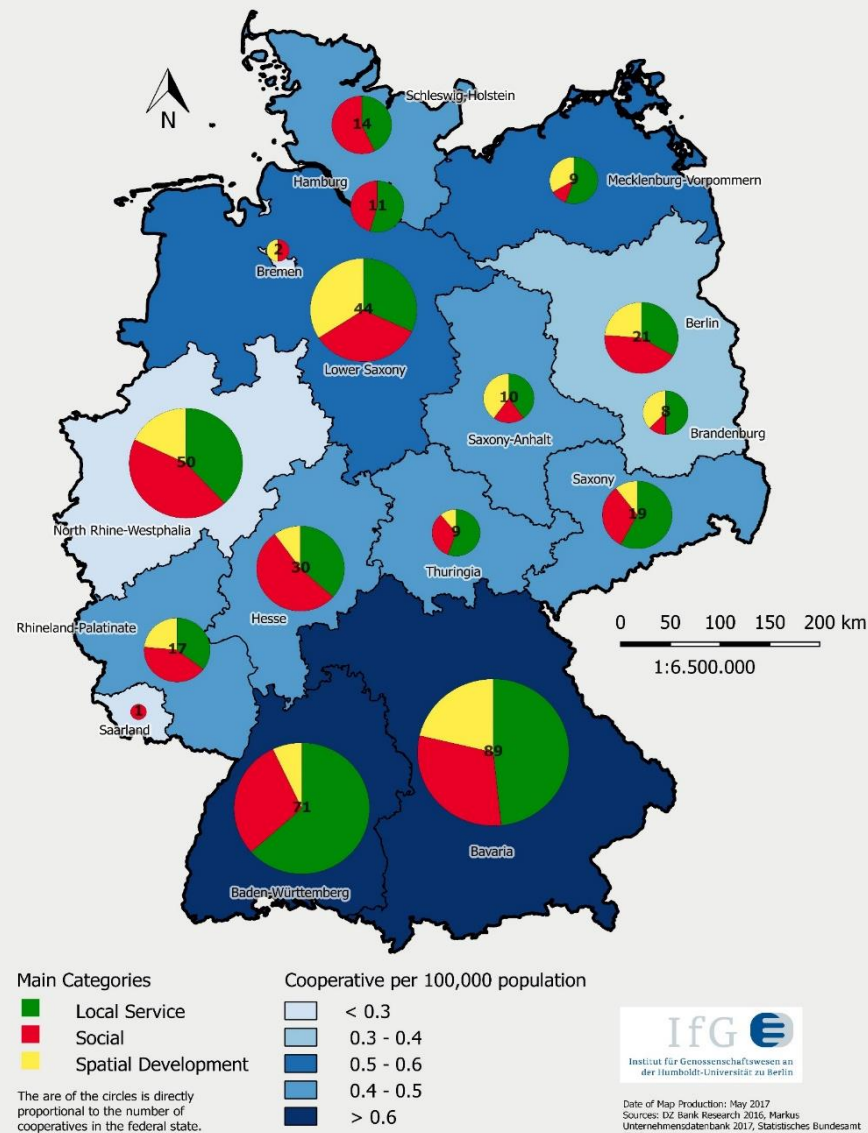 Schleswig-Holstein
14
N
Hamburg
9
Mecklenburg-Vorpommern
11
2
Bremen
44
Berlin
21
Lower Saxony
10
8
Saxony-Anhalt
Brandenburg
50
Saxony
19
North Rhine-Westphalia
9
30
Thuringia
Hesse
Rhineland-Palatinate
0 50 100 150 200 km
17
1:6.500.000
1
Saarland
89
71
Bavaria
Baden-Württemberg
Main Categories
Local Service
Social
Spatial Development
The are of the circles is directly
proportional to the number of
cooperatives in the federal state.
Cooperative per 100,000 population
< 0.3
0.3 - 0.4
0.5 - 0.6
0.4 - 0.5
> 0.6
IfG
Institut für Genossenschaftswesen an
der Humboldt-Universität zu Berlin
Date of Map Production: May 2017
Sources: DZ Bank Research 2016, Markus
Unternehmensdatenbank 2017, Statistisches Bundesamt